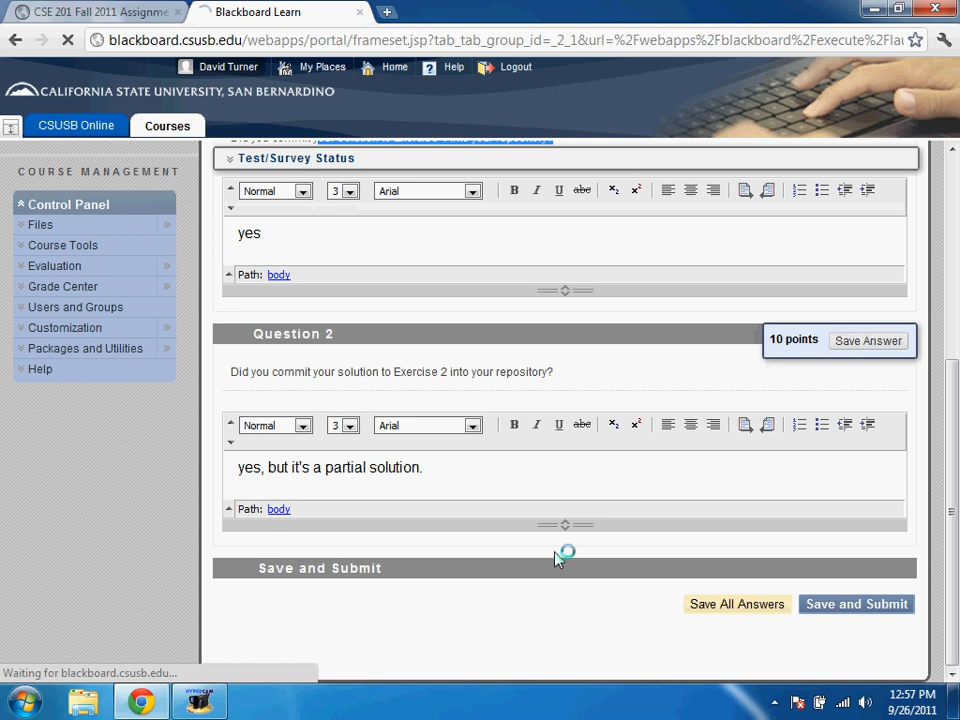 CSE 201 Fall 2011 Assignme
Blackboard Learn
blackboard.csusb.edu/webapps/portal/frameset.jsp?tab_tab_group_id=_2_1&url=%2Fwebapps%2Fblackboard%2Fexecute%2Flau
David Turner My Places Home Help Logout
CALIFORNIA STATE UNIVERSITY, SAN BERNARDINO
CSUSB Online Courses
COURSE MANAGEMENT
Control Panel
Files
Course Tools
Evaluation
Grade Center
Users and Groups
Customization
Packages and Utilities
Help
Test/Survey Status
Normal 3 Arial B I U abc
yes
Path: body
Question 2
10 points Save Answer
Did you commit your solution to Exercise 2 into your repository?
Normal 3 Arial B I U abc
yes, but it's a partial solution.
Path: body
Save and Submit
Save All Answers Save and Submit
Waiting for blackboard.csusb.edu...
HYPERCAM
12:57 PM
9/26/2011